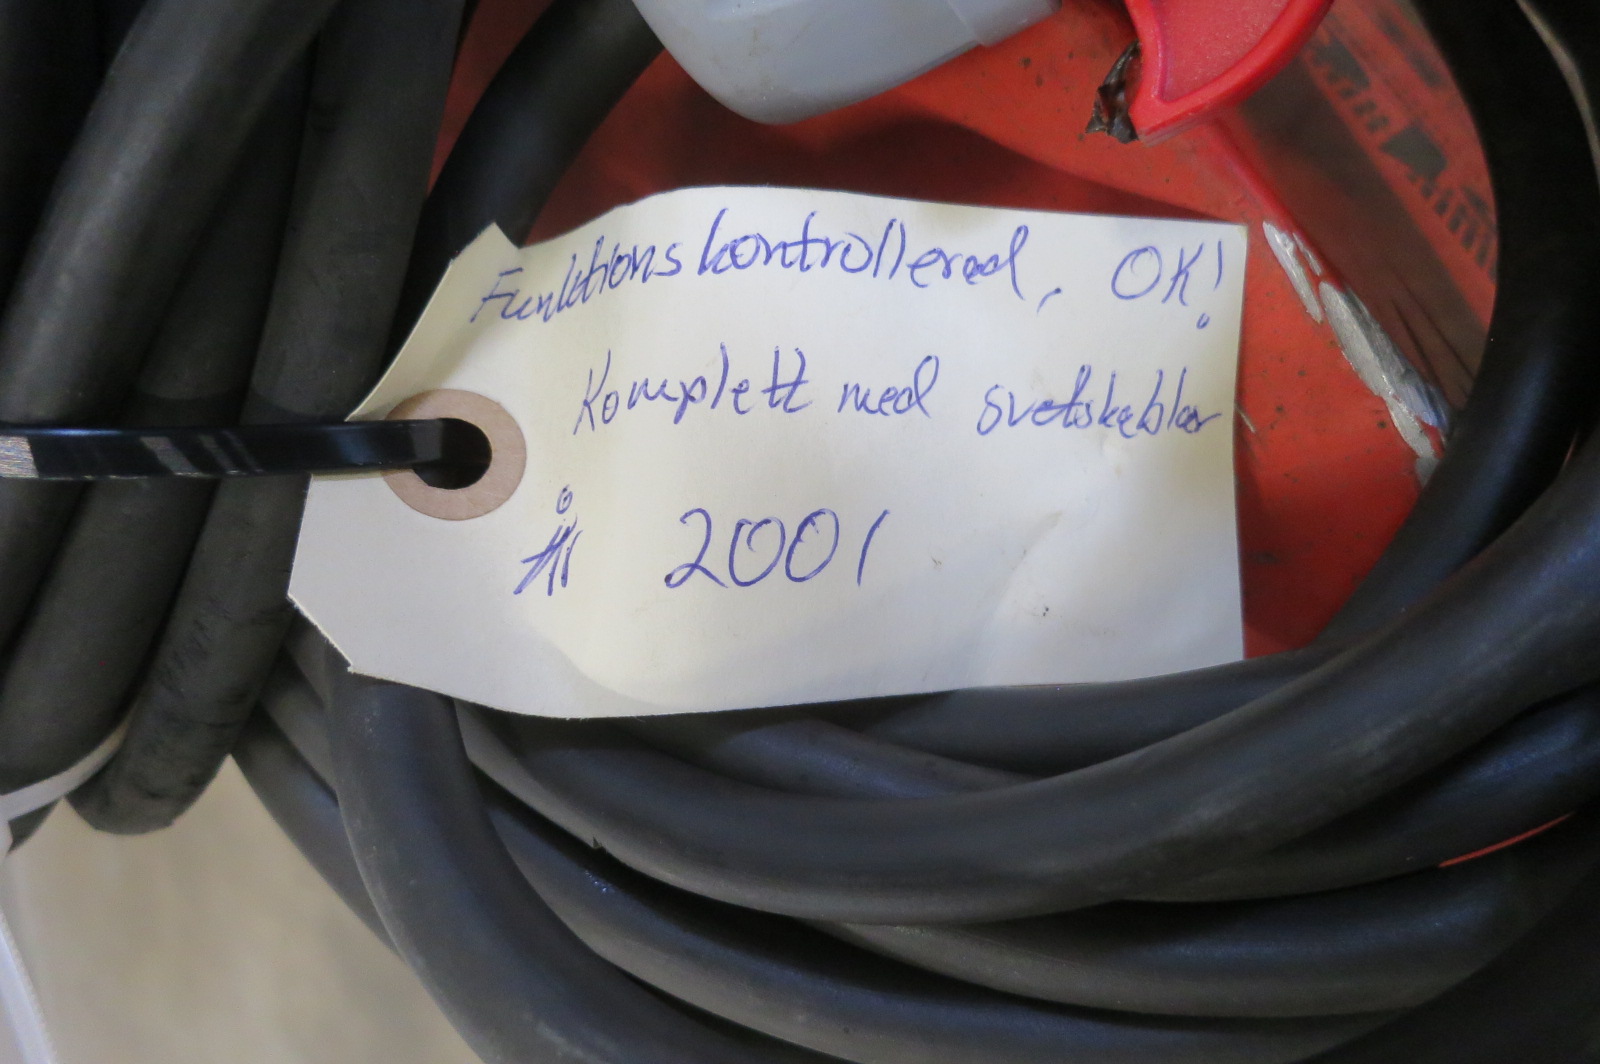 Funktionskontrollerad, OK!
Komplett med svetskablar
År 2001